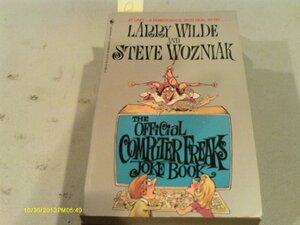 LARRY WILDE
AND
STEVE WOZNIAK
THE
OFFICIAL
COMPUTER FREAKS
JOKE BOOK
10/30/2013 PM 05:49